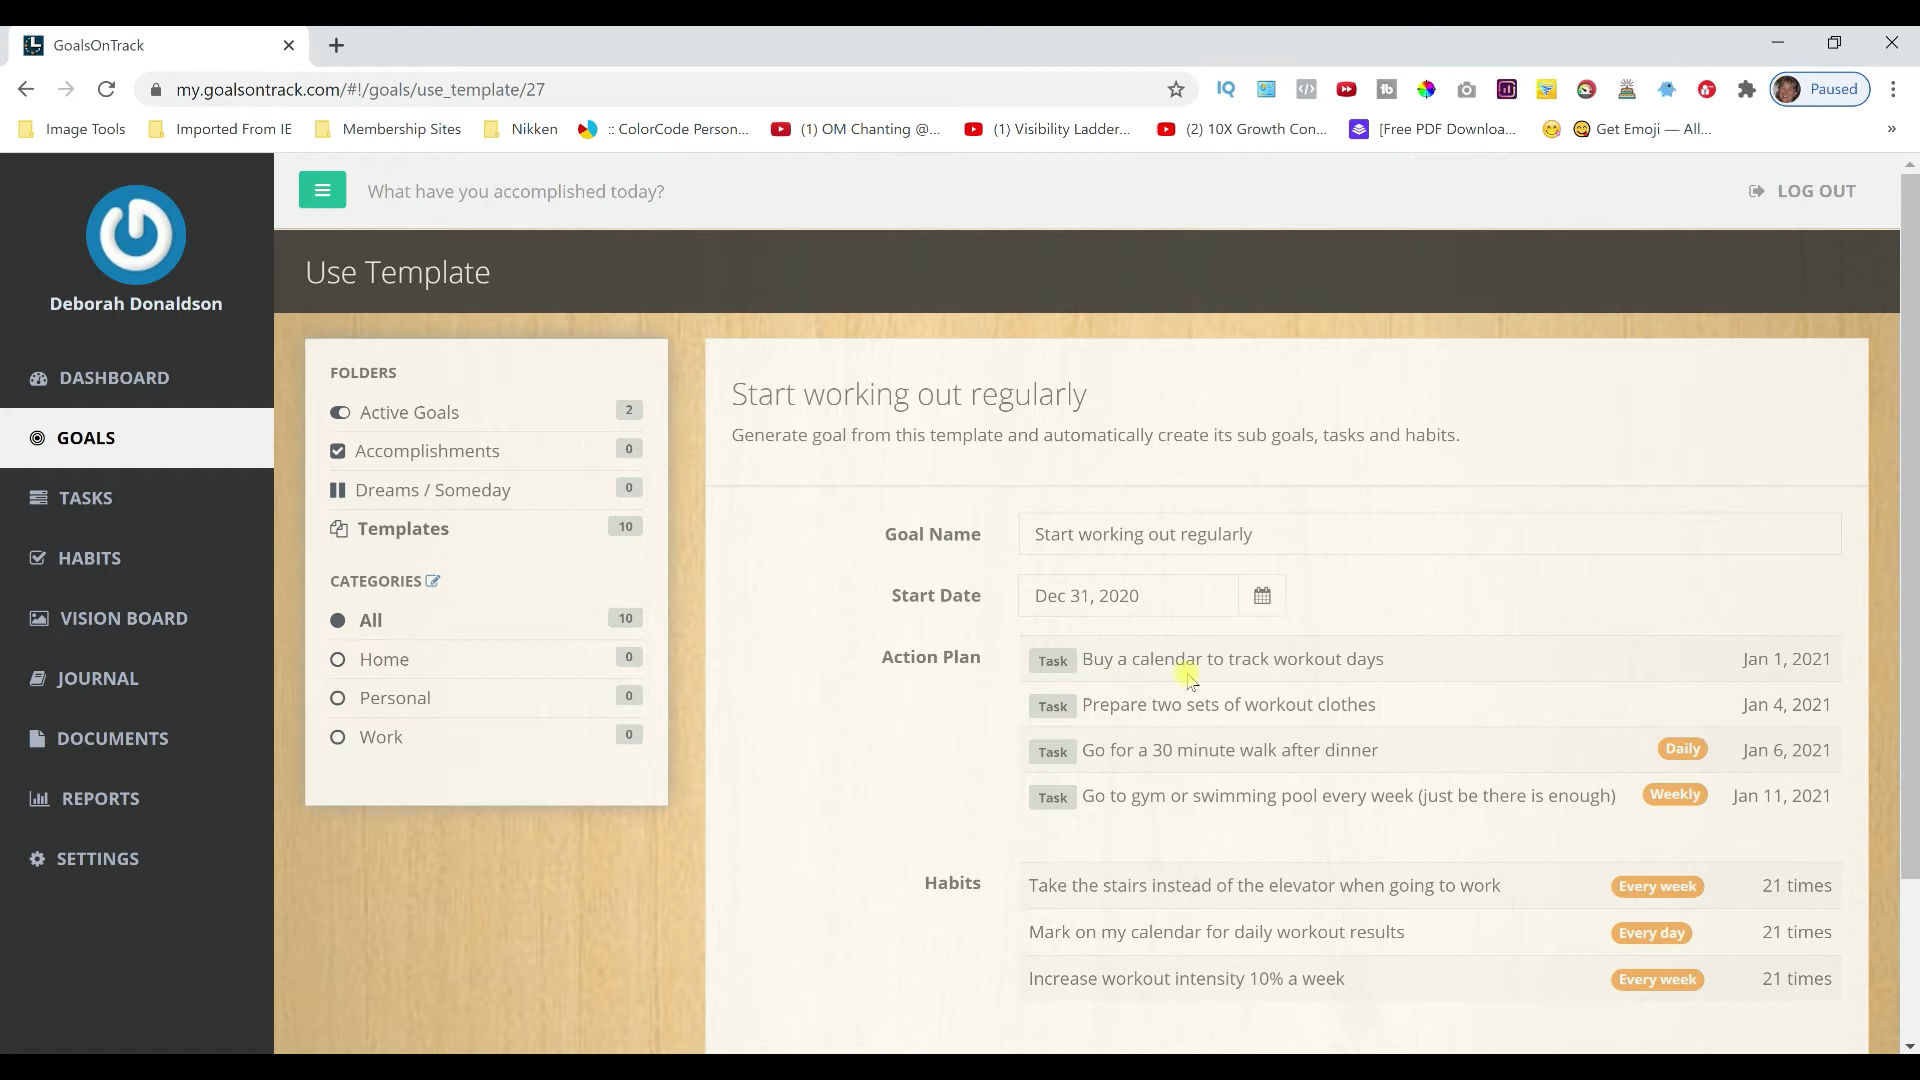 GoalsOnTrack
my.goalsontrack.com/#!/goals/use_template/27
IQ
tb
Paused
Image Tools
Imported From IE
Membership Sites
Nikken
:: ColorCode Person...
(1) OM Chanting @...
(1) Visibility Ladder...
(2) 10X Growth Con...
[Free PDF Downloa...
Get Emoji — All...
»
What have you accomplished today?
LOG OUT
Deborah Donaldson
DASHBOARD
GOALS
TASKS
HABITS
VISION BOARD
JOURNAL
DOCUMENTS
REPORTS
SETTINGS
Use Template
FOLDERS
Active Goals 2
Accomplishments 0
Dreams / Someday 0
Templates 10
CATEGORIES
All 10
Home 0
Personal 0
Work 0
Start working out regularly
Generate goal from this template and automatically create its sub goals, tasks and habits.
Goal Name Start working out regularly
Start Date Dec 31, 2020
Action Plan Task Buy a calendar to track workout days Jan 1, 2021
Task Prepare two sets of workout clothes Jan 4, 2021
Task Go for a 30 minute walk after dinner Daily Jan 6, 2021
Task Go to gym or swimming pool every week (just be there is enough) Weekly Jan 11, 2021
Habits Take the stairs instead of the elevator when going to work Every week 21 times
Mark on my calendar for daily workout results Every day 21 times
Increase workout intensity 10% a week Every week 21 times